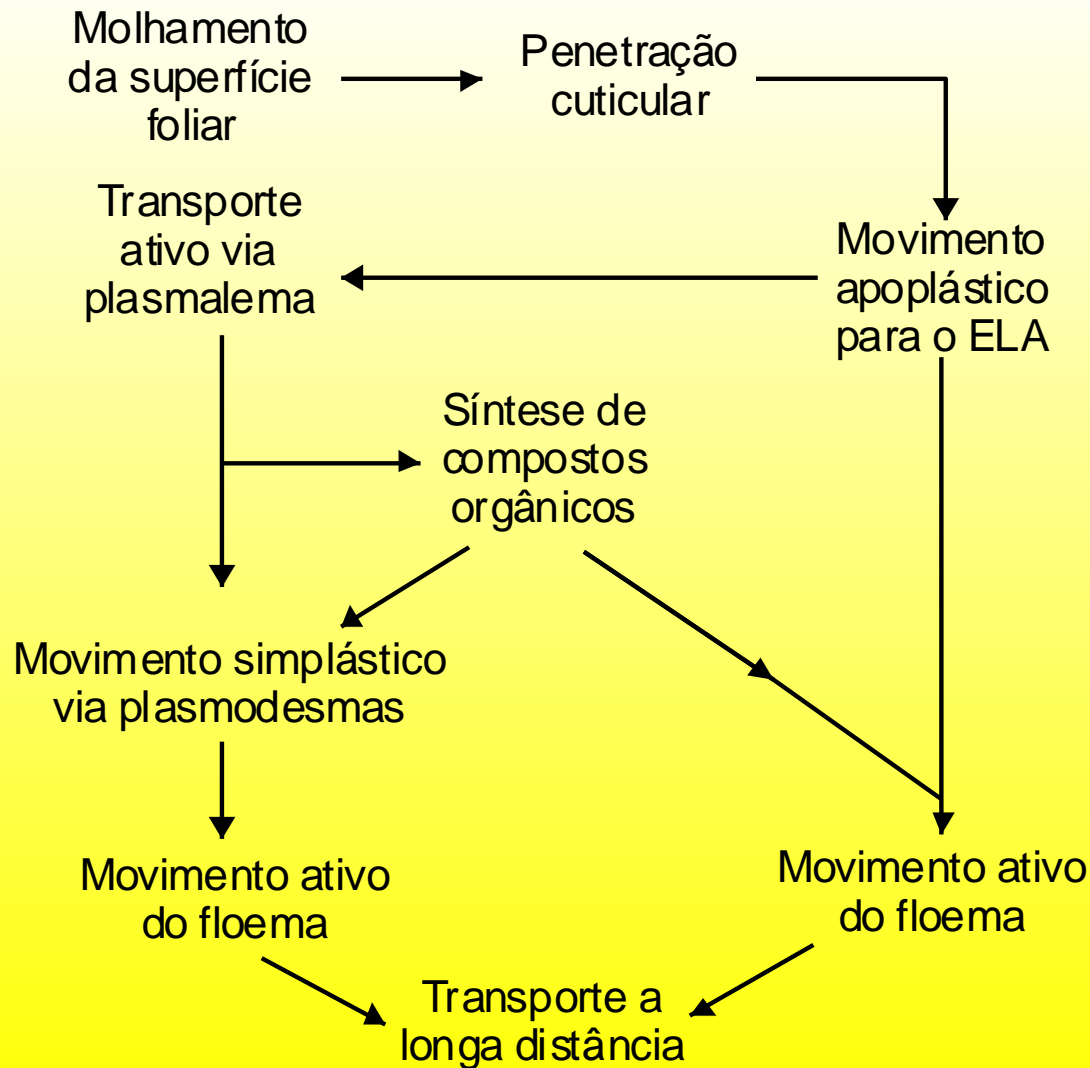 Molhamento
da superfície
foliar
Penetração
cuticular
Transporte
ativo via
plasmalema
Movimento
apoplástico
para o ELA
Síntese de
compostos
orgânicos
Movimento simplástico
via plasmodesmas
Movimento ativo
do floema
Movimento ativo
do floema
Transporte a
longa distância